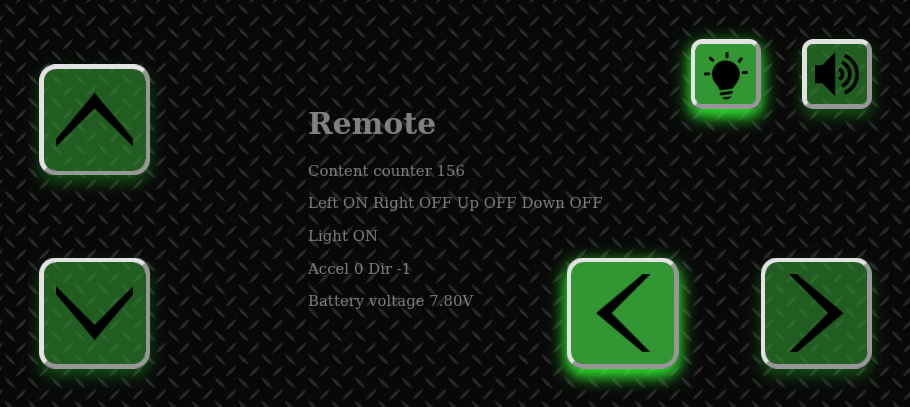 Remote
Content counter 156
Left ON Right OFF Up OFF Down OFF
Light ON
Accel 0 Dir -1
Battery voltage 7.80V